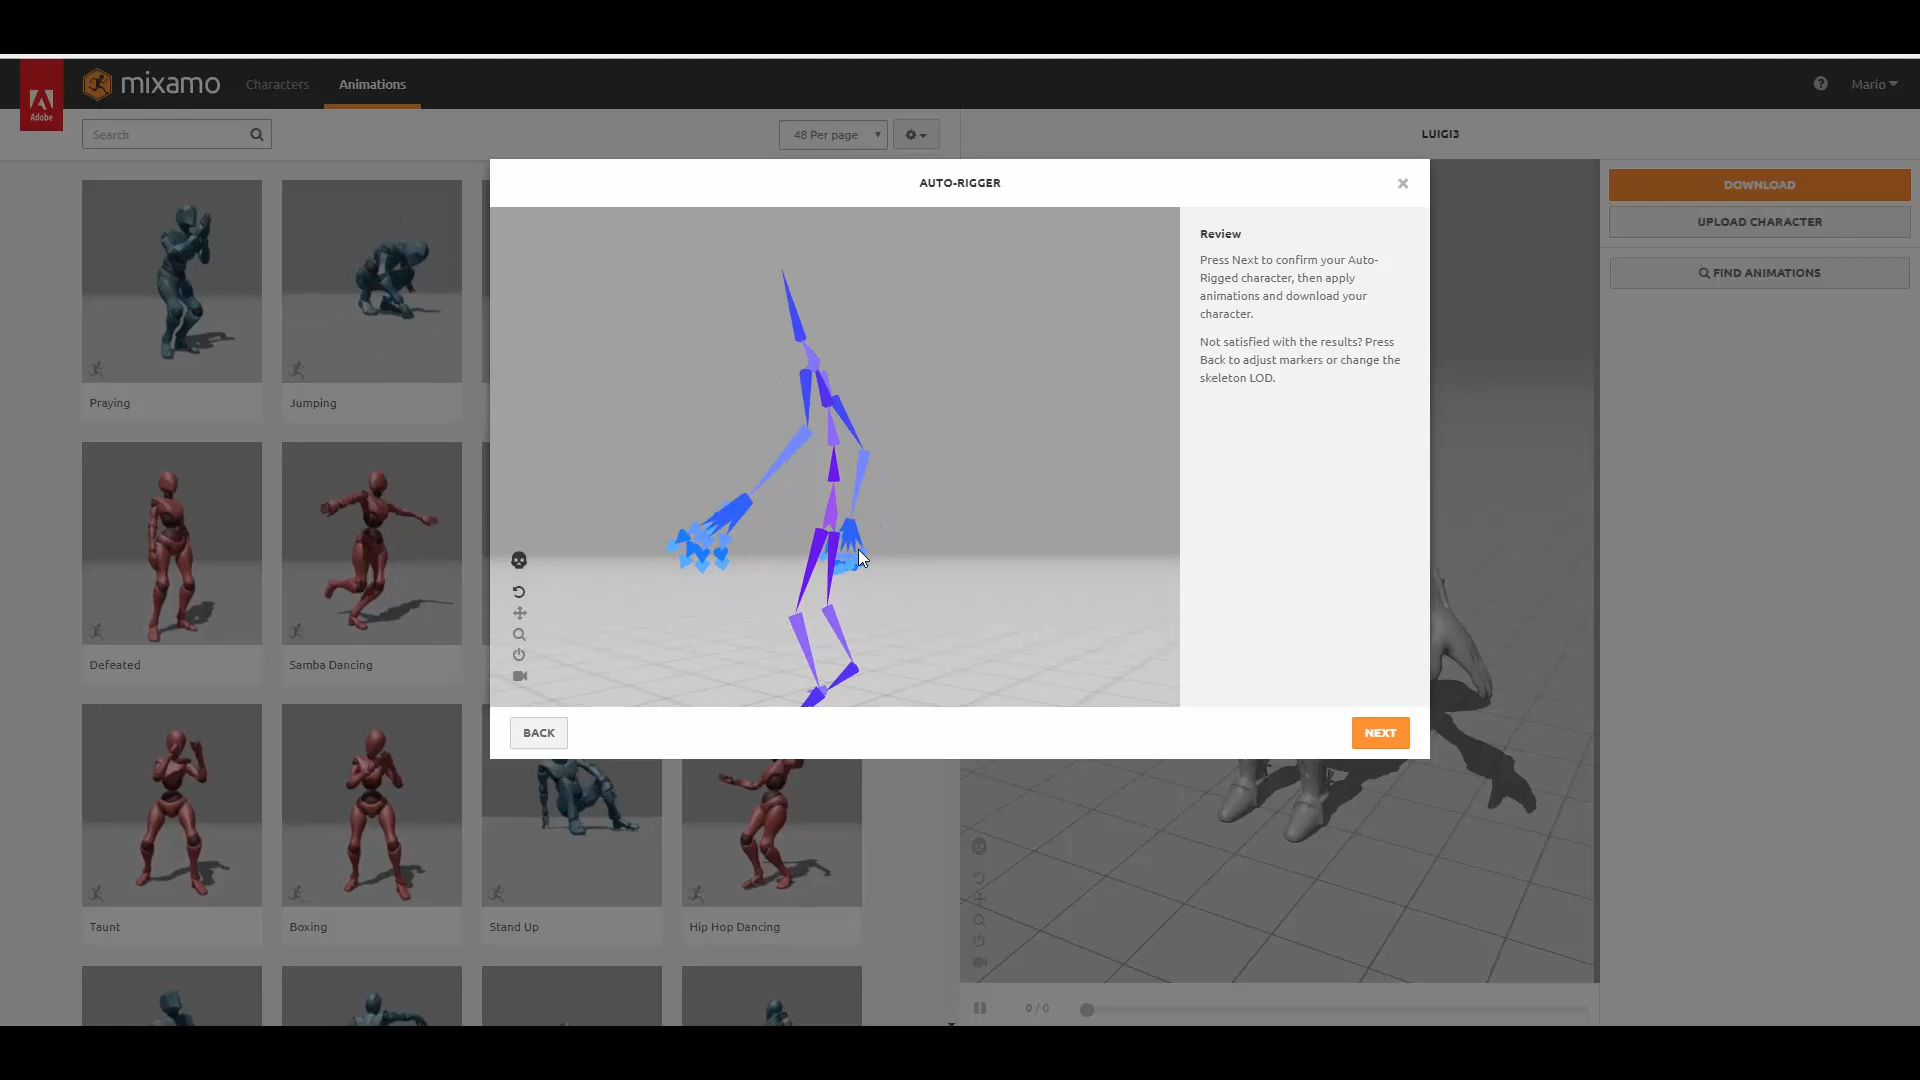 Adobe
mixamo
Characters
Animations
Mario
Search
48 Per page
LUIGI3
AUTO-RIGGER
DOWNLOAD
UPLOAD CHARACTER
FIND ANIMATIONS
Review
Press Next to confirm your Auto-
Rigged character, then apply
animations and download your
character.
Not satisfied with the results? Press
Back to adjust markers or change the
skeleton LOD.
Praying
Jumping
Defeated
Samba Dancing
BACK
NEXT
Taunt
Boxing
Stand Up
Hip Hop Dancing
0 / 0